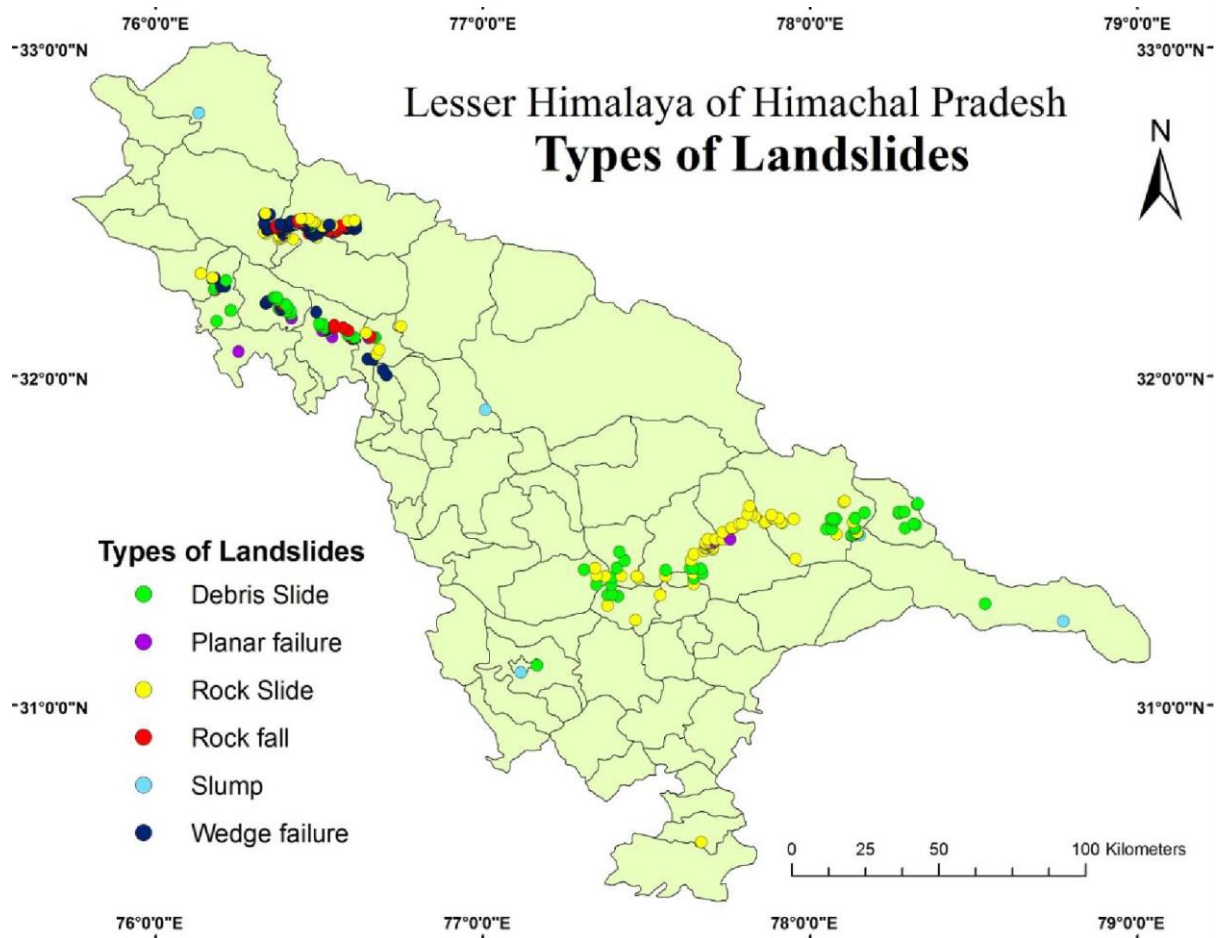 76°0'0"E 77°0'0"E 78°0'0"E 79°0'0"E
33°0'0"N 33°0'0"N
Lesser Himalaya of Himachal Pradesh
Types of Landslides
N
32°0'0"N 32°0'0"N
Types of Landslides
Debris Slide
Planar failure
Rock Slide
31°0'0"N 31°0'0"N
Rock fall
Slump
Wedge failure
0 25 50 100 Kilometers
76°0'0"E 77°0'0"E 78°0'0"E 79°0'0"E